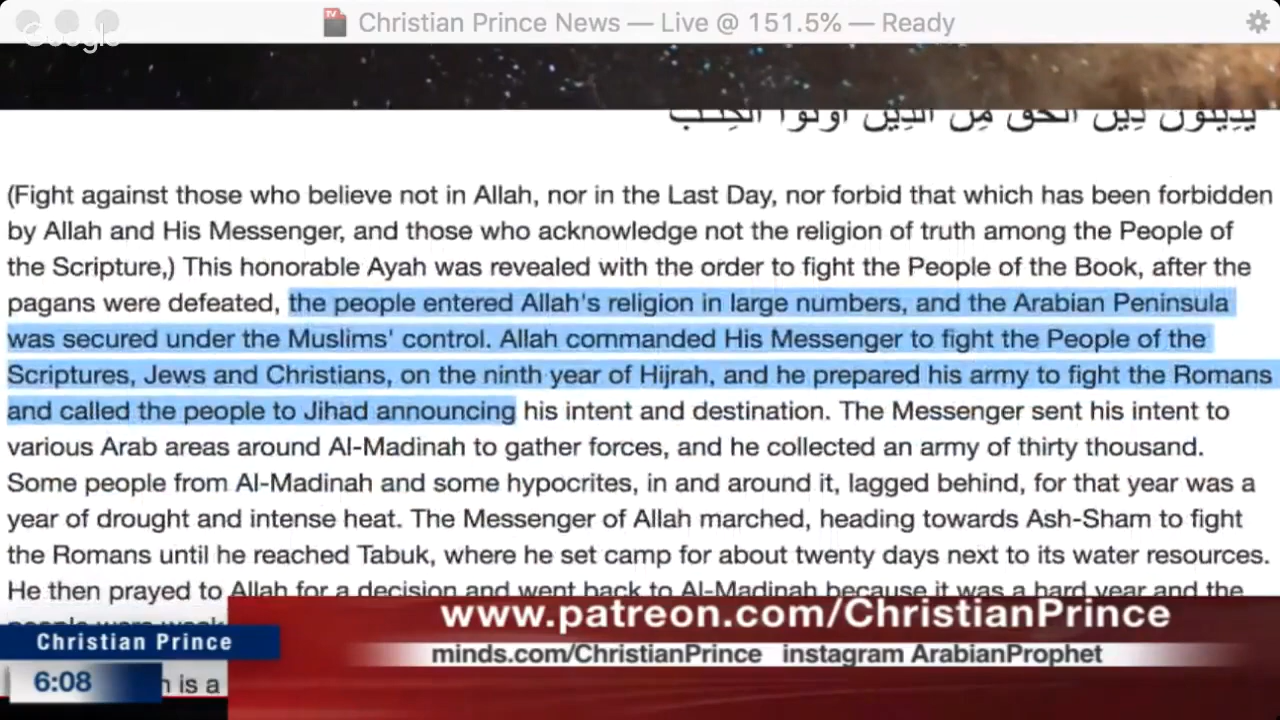 Christian Prince News — Live @ 151.5% — Ready
Google
يَدِينُونَ دِينَ الْحَقِّ مِنَ الَّذِينَ أُوتُوا الْكِتَـبَ
(Fight against those who believe not in Allah, nor in the Last Day, nor forbid that which has been forbidden
by Allah and His Messenger, and those who acknowledge not the religion of truth among the People of
the Scripture,) This honorable Ayah was revealed with the order to fight the People of the Book, after the
pagans were defeated, the people entered Allah's religion in large numbers, and the Arabian Peninsula
was secured under the Muslims' control. Allah commanded His Messenger to fight the People of the
Scriptures, Jews and Christians, on the ninth year of Hijrah, and he prepared his army to fight the Romans
and called the people to Jihad announcing his intent and destination. The Messenger sent his intent to
various Arab areas around Al-Madinah to gather forces, and he collected an army of thirty thousand.
Some people from Al-Madinah and some hypocrites, in and around it, lagged behind, for that year was a
year of drought and intense heat. The Messenger of Allah marched, heading towards Ash-Sham to fight
the Romans until he reached Tabuk, where he set camp for about twenty days next to its water resources.
He then prayed to Allah for a decision and went back to Al-Madinah because it was a hard year and the
www.patreon.com/ChristianPrince
Christian Prince
minds.com/ChristianPrince instagram ArabianProphet
6:08
is a